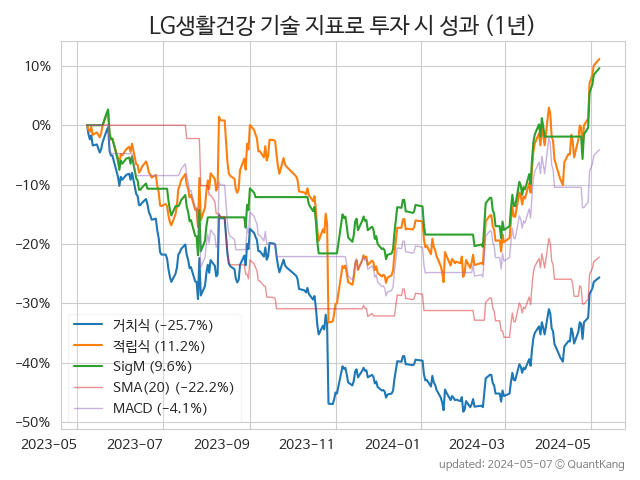 LG생활건강 기술 지표로 투자 시 성과 (1년)
10%
0%
−10%
−20%
−30%
−40%
−50%
거치식 (−25.7%)
적립식 (11.2%)
SigM (9.6%)
SMA(20) (−22.2%)
MACD (−4.1%)
2023-05 2023-07 2023-09 2023-11 2024-01 2024-03 2024-05
updated: 2024-05-07 © QuantKang